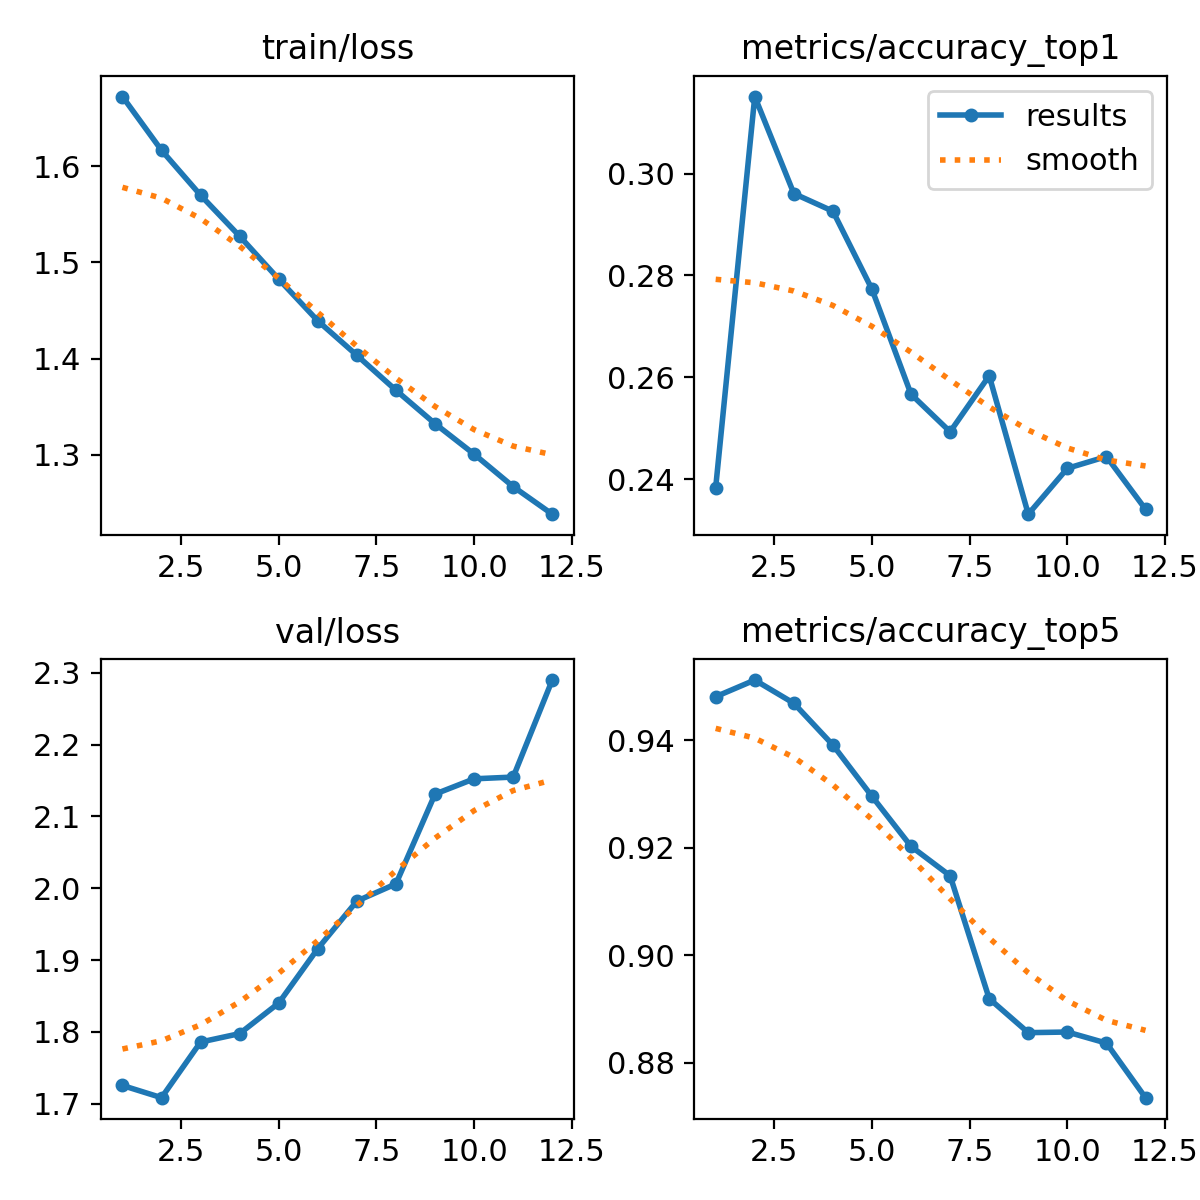 train/loss
1.6
1.5
1.4
1.3
2.5 5.0 7.5 10.0 12.5
metrics/accuracy_top1
results
smooth
0.30
0.28
0.26
0.24
2.5 5.0 7.5 10.0 12.5
val/loss
2.3
2.2
2.1
2.0
1.9
1.8
1.7
2.5 5.0 7.5 10.0 12.5
metrics/accuracy_top5
0.94
0.92
0.90
0.88
2.5 5.0 7.5 10.0 12.5